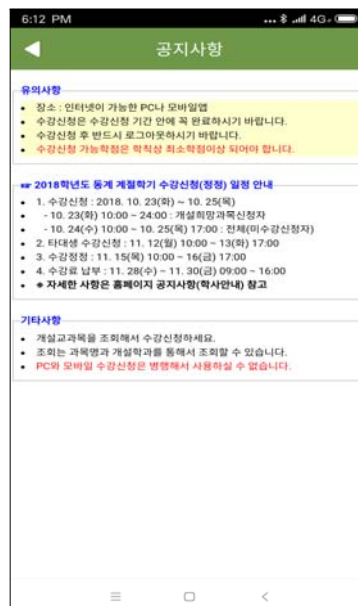 6:12 PM ... 4G
공지사항
유의사항
장소 : 인터넷이 가능한 PC나 모바일앱
수강신청은 수강신청 기간 안에 꼭 완료하시기 바랍니다.
수강신청 후 반드시 로그아웃하시기 바랍니다.
수강신청 가능학점은 학칙상 최소학점이상 되어야 합니다.
☞ 2018학년도 동계 계절학기 수강신청(정정) 일정 안내
1. 수강신청 : 2018. 10. 23(화) ~ 10. 25(목)
- 10. 23(화) 10:00 ~ 24:00 : 개설희망과목신청자
- 10. 24(수) 10:00 ~ 10. 25(목) 17:00 : 전체(미수강신청자)
2. 타대생 수강신청 : 11. 12(월) 10:00 ~ 13(화) 17:00
3. 수강정정 : 11. 15(목) 10:00 ~ 16(금) 17:00
4. 수강료 납부 : 11. 28(수) ~ 11. 30(금) 09:00 ~ 16:00
※ 자세한 사항은 홈페이지 공지사항(학사안내) 참고
기타사항
개설교과목을 조회해서 수강신청하세요.
조회는 과목명과 개설학과를 통해서 조회할 수 있습니다.
PC와 모바일 수강신청은 병행해서 사용하실 수 없습니다.